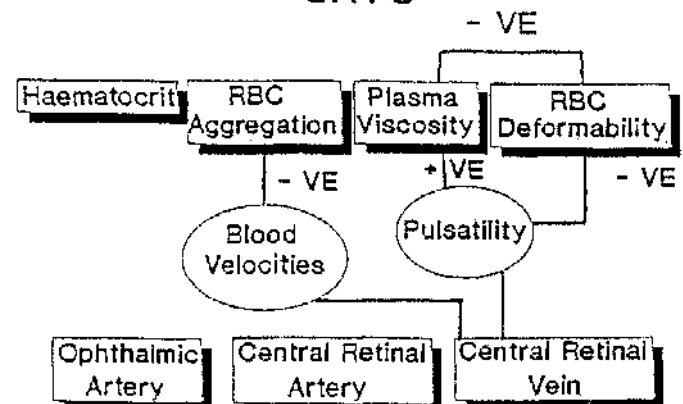 - VE
Haematocrit
RBC
Aggregation
Plasma
Viscosity
RBC
Deformability
- VE
+ VE
- VE
Blood
Velocities
Pulsatility
Ophthalmic
Artery
Central Retinal
Artery
Central Retinal
Vein